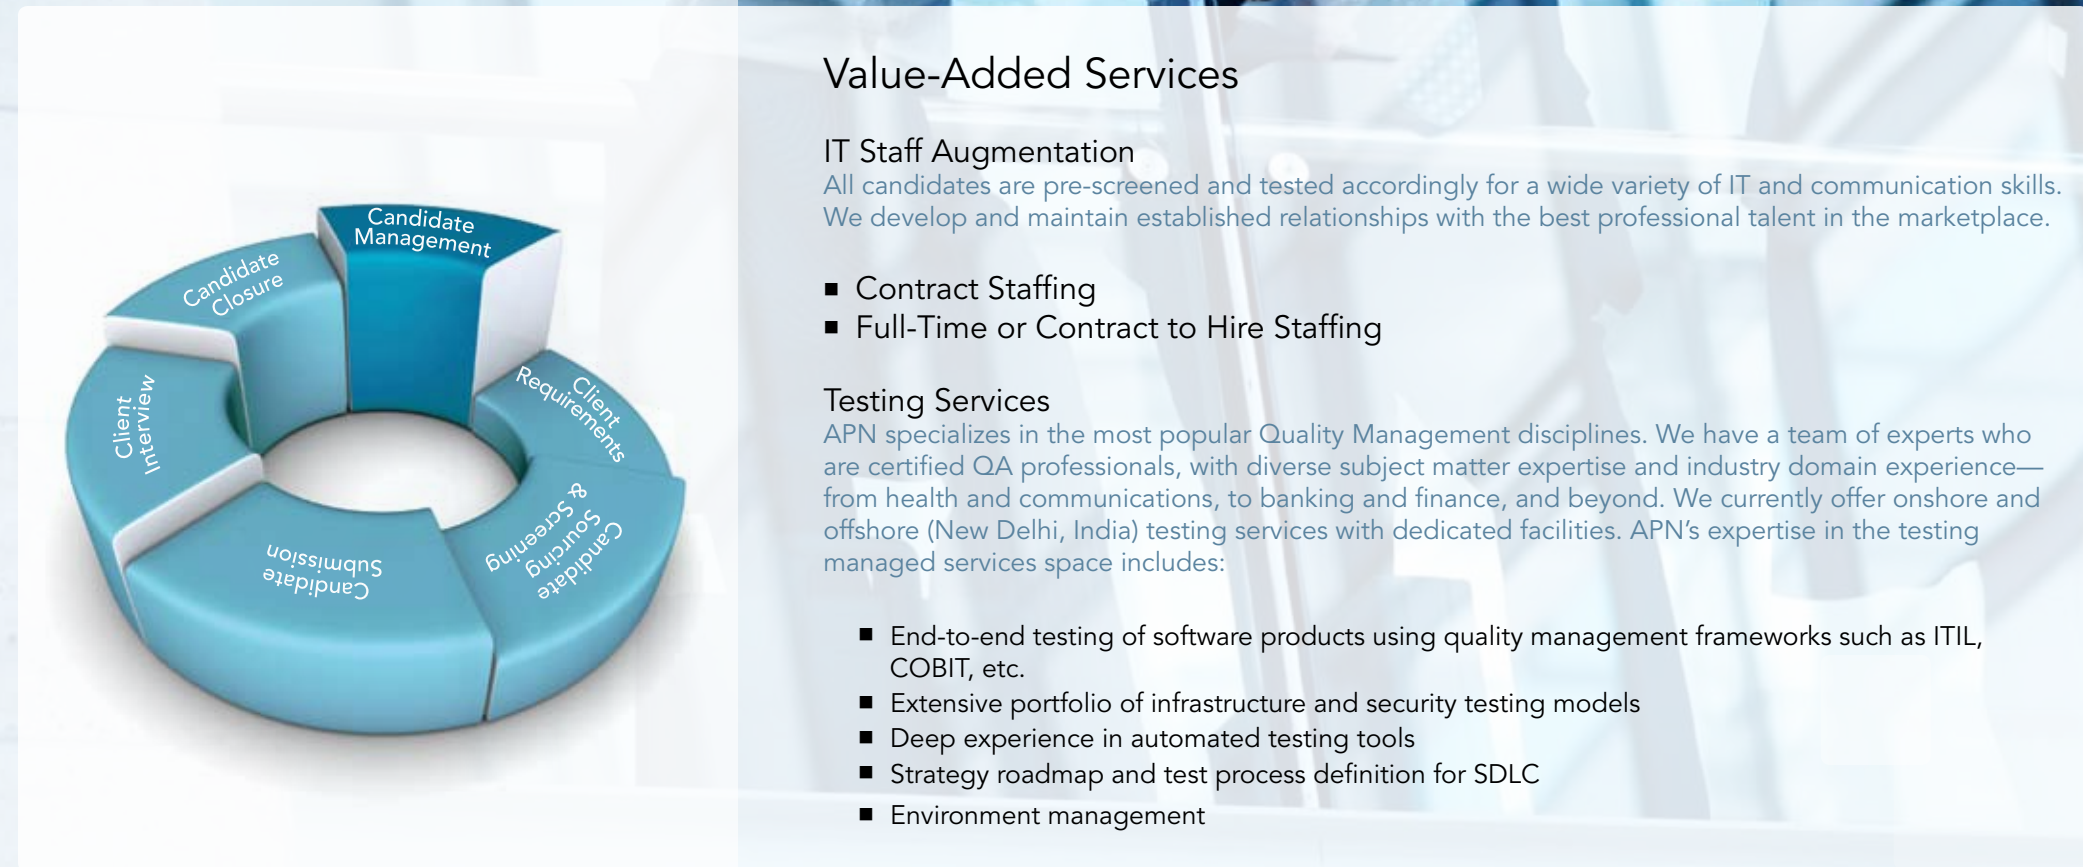 Candidate
Management
Client
Requirements
Candidate
Sourcing
& Screening
Candidate
Submission
Client
Interview
Candidate
Closure
Value-Added Services
IT Staff Augmentation
All candidates are pre-screened and tested accordingly for a wide variety of IT and communication skills.
We develop and maintain established relationships with the best professional talent in the marketplace.
■ Contract Staffing
■ Full-Time or Contract to Hire Staffing
Testing Services
APN specializes in the most popular Quality Management disciplines. We have a team of experts who
are certified QA professionals, with diverse subject matter expertise and industry domain experience—
from health and communications, to banking and finance, and beyond. We currently offer onshore and
offshore (New Delhi, India) testing services with dedicated facilities. APN’s expertise in the testing
managed services space includes:
■ End-to-end testing of software products using quality management frameworks such as ITIL,
COBIT, etc.
■ Extensive portfolio of infrastructure and security testing models
■ Deep experience in automated testing tools
■ Strategy roadmap and test process definition for SDLC
■ Environment management